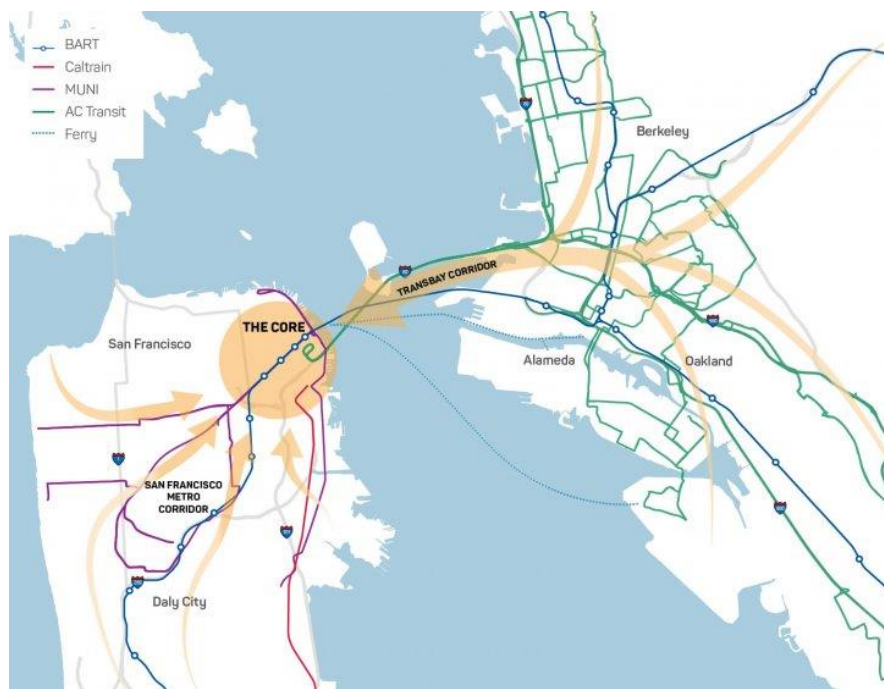 BART
Caltrain
MUNI
AC Transit
Ferry
Berkeley
TRANSBAY CORRIDOR
THE CORE
San Francisco
Alameda
Oakland
SAN FRANCISCO
METRO
CORRIDOR
Daly City